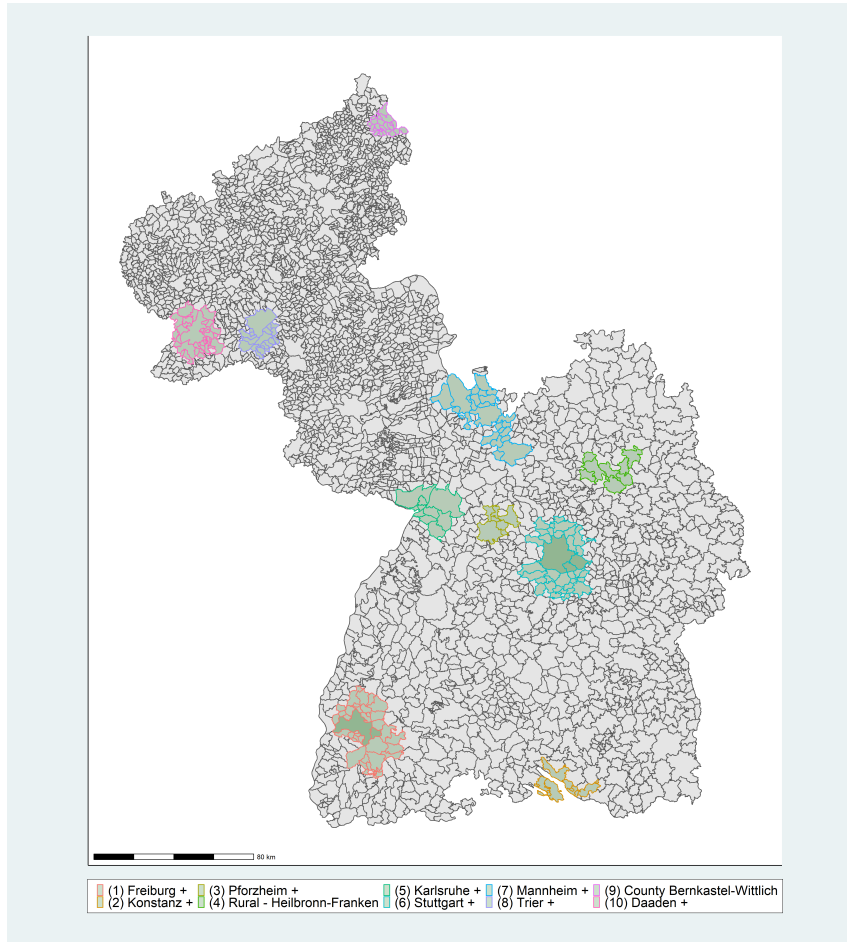 80 km
(1) Freiburg + (3) Pforzheim + (5) Karlsruhe + (7) Mannheim + (9) County Bernkastel-Wittlich
(2) Konstanz + (4) Rural - Heilbronn-Franken (6) Stuttgart + (8) Trier + (10) Daaden +